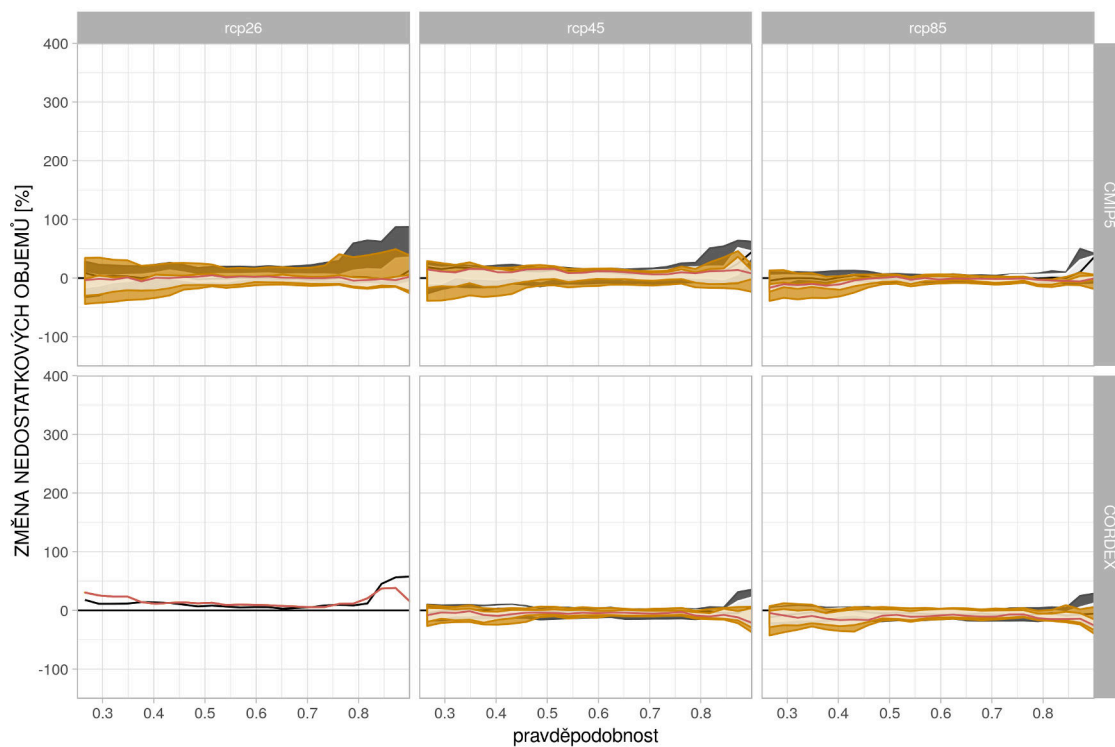 rcp26 rcp45 rcp85
400
300
200
100
0
-100
CMIP5
400
300
200
100
0
-100
CORDEX
0.3 0.4 0.5 0.6 0.7 0.8 0.3 0.4 0.5 0.6 0.7 0.8 0.3 0.4 0.5 0.6 0.7 0.8
pravděpodobnost
ZMĚNA NEDOSTATKOVÝCH OBJEMŮ [%]